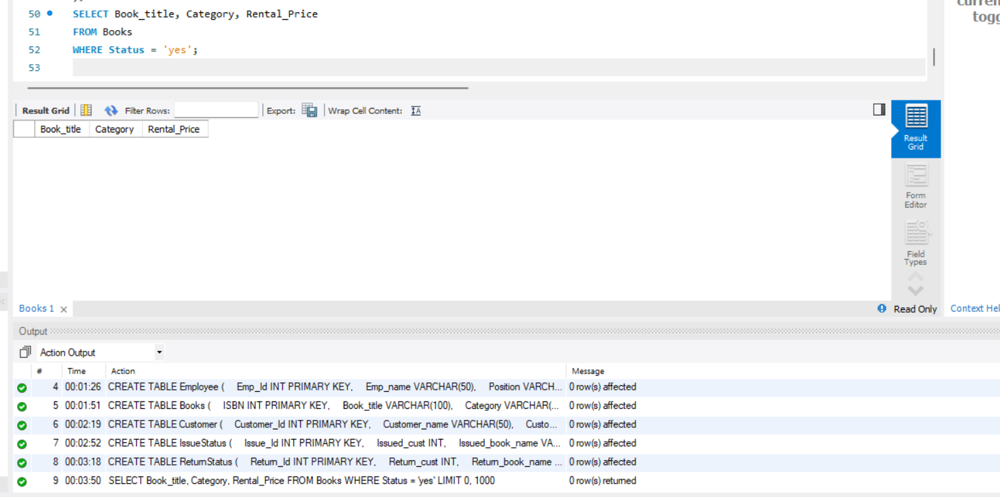 50 SELECT Book_title, Category, Rental_Price
51 FROM Books
52 WHERE Status = 'yes';
53
Result Grid Filter Rows: Export: Wrap Cell Content:
Book_title Category Rental_Price
Result
Grid
Form
Editor
Field
Types
Books 1 Read Only Context Hel
Output
Action Output
# Time Action Message
4 00:01:26 CREATE TABLE Employee ( Emp_Id INT PRIMARY KEY, Emp_name VARCHAR(50), Position VARCH... 0 row(s) affected
5 00:01:51 CREATE TABLE Books ( ISBN INT PRIMARY KEY, Book_title VARCHAR(100), Category VARCHAR(... 0 row(s) affected
6 00:02:19 CREATE TABLE Customer ( Customer_Id INT PRIMARY KEY, Customer_name VARCHAR(50), Custo... 0 row(s) affected
7 00:02:52 CREATE TABLE IssueStatus ( Issue_Id INT PRIMARY KEY, Issued_cust INT, Issued_book_name VA... 0 row(s) affected
8 00:03:18 CREATE TABLE ReturnStatus ( Return_Id INT PRIMARY KEY, Return_cust INT, Return_book_name ... 0 row(s) affected
9 00:03:50 SELECT Book_title, Category, Rental_Price FROM Books WHERE Status = 'yes' LIMIT 0, 1000 0 row(s) returned